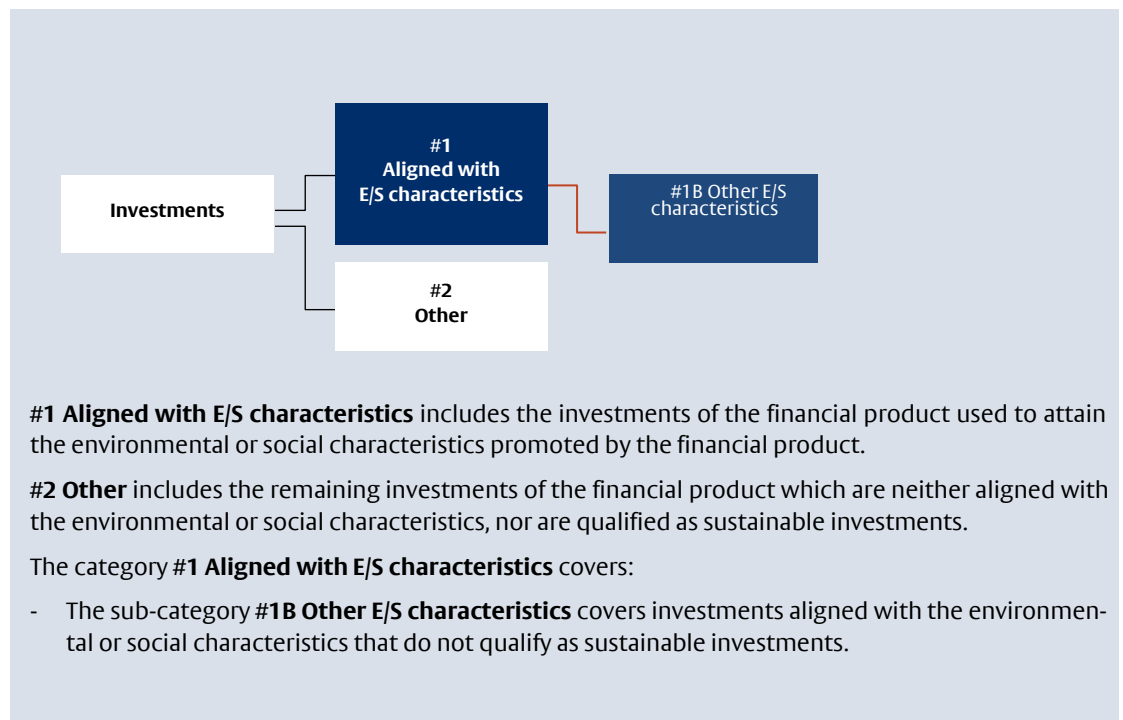 Investments
#1
Aligned with
E/S characteristics
#1B Other E/S
characteristics
#2
Other
#1 Aligned with E/S characteristics includes the investments of the financial product used to attain
the environmental or social characteristics promoted by the financial product.
#2 Other includes the remaining investments of the financial product which are neither aligned with
the environmental or social characteristics, nor are qualified as sustainable investments.
The category #1 Aligned with E/S characteristics covers:
- The sub-category #1B Other E/S characteristics covers investments aligned with the environmen-
tal or social characteristics that do not qualify as sustainable investments.